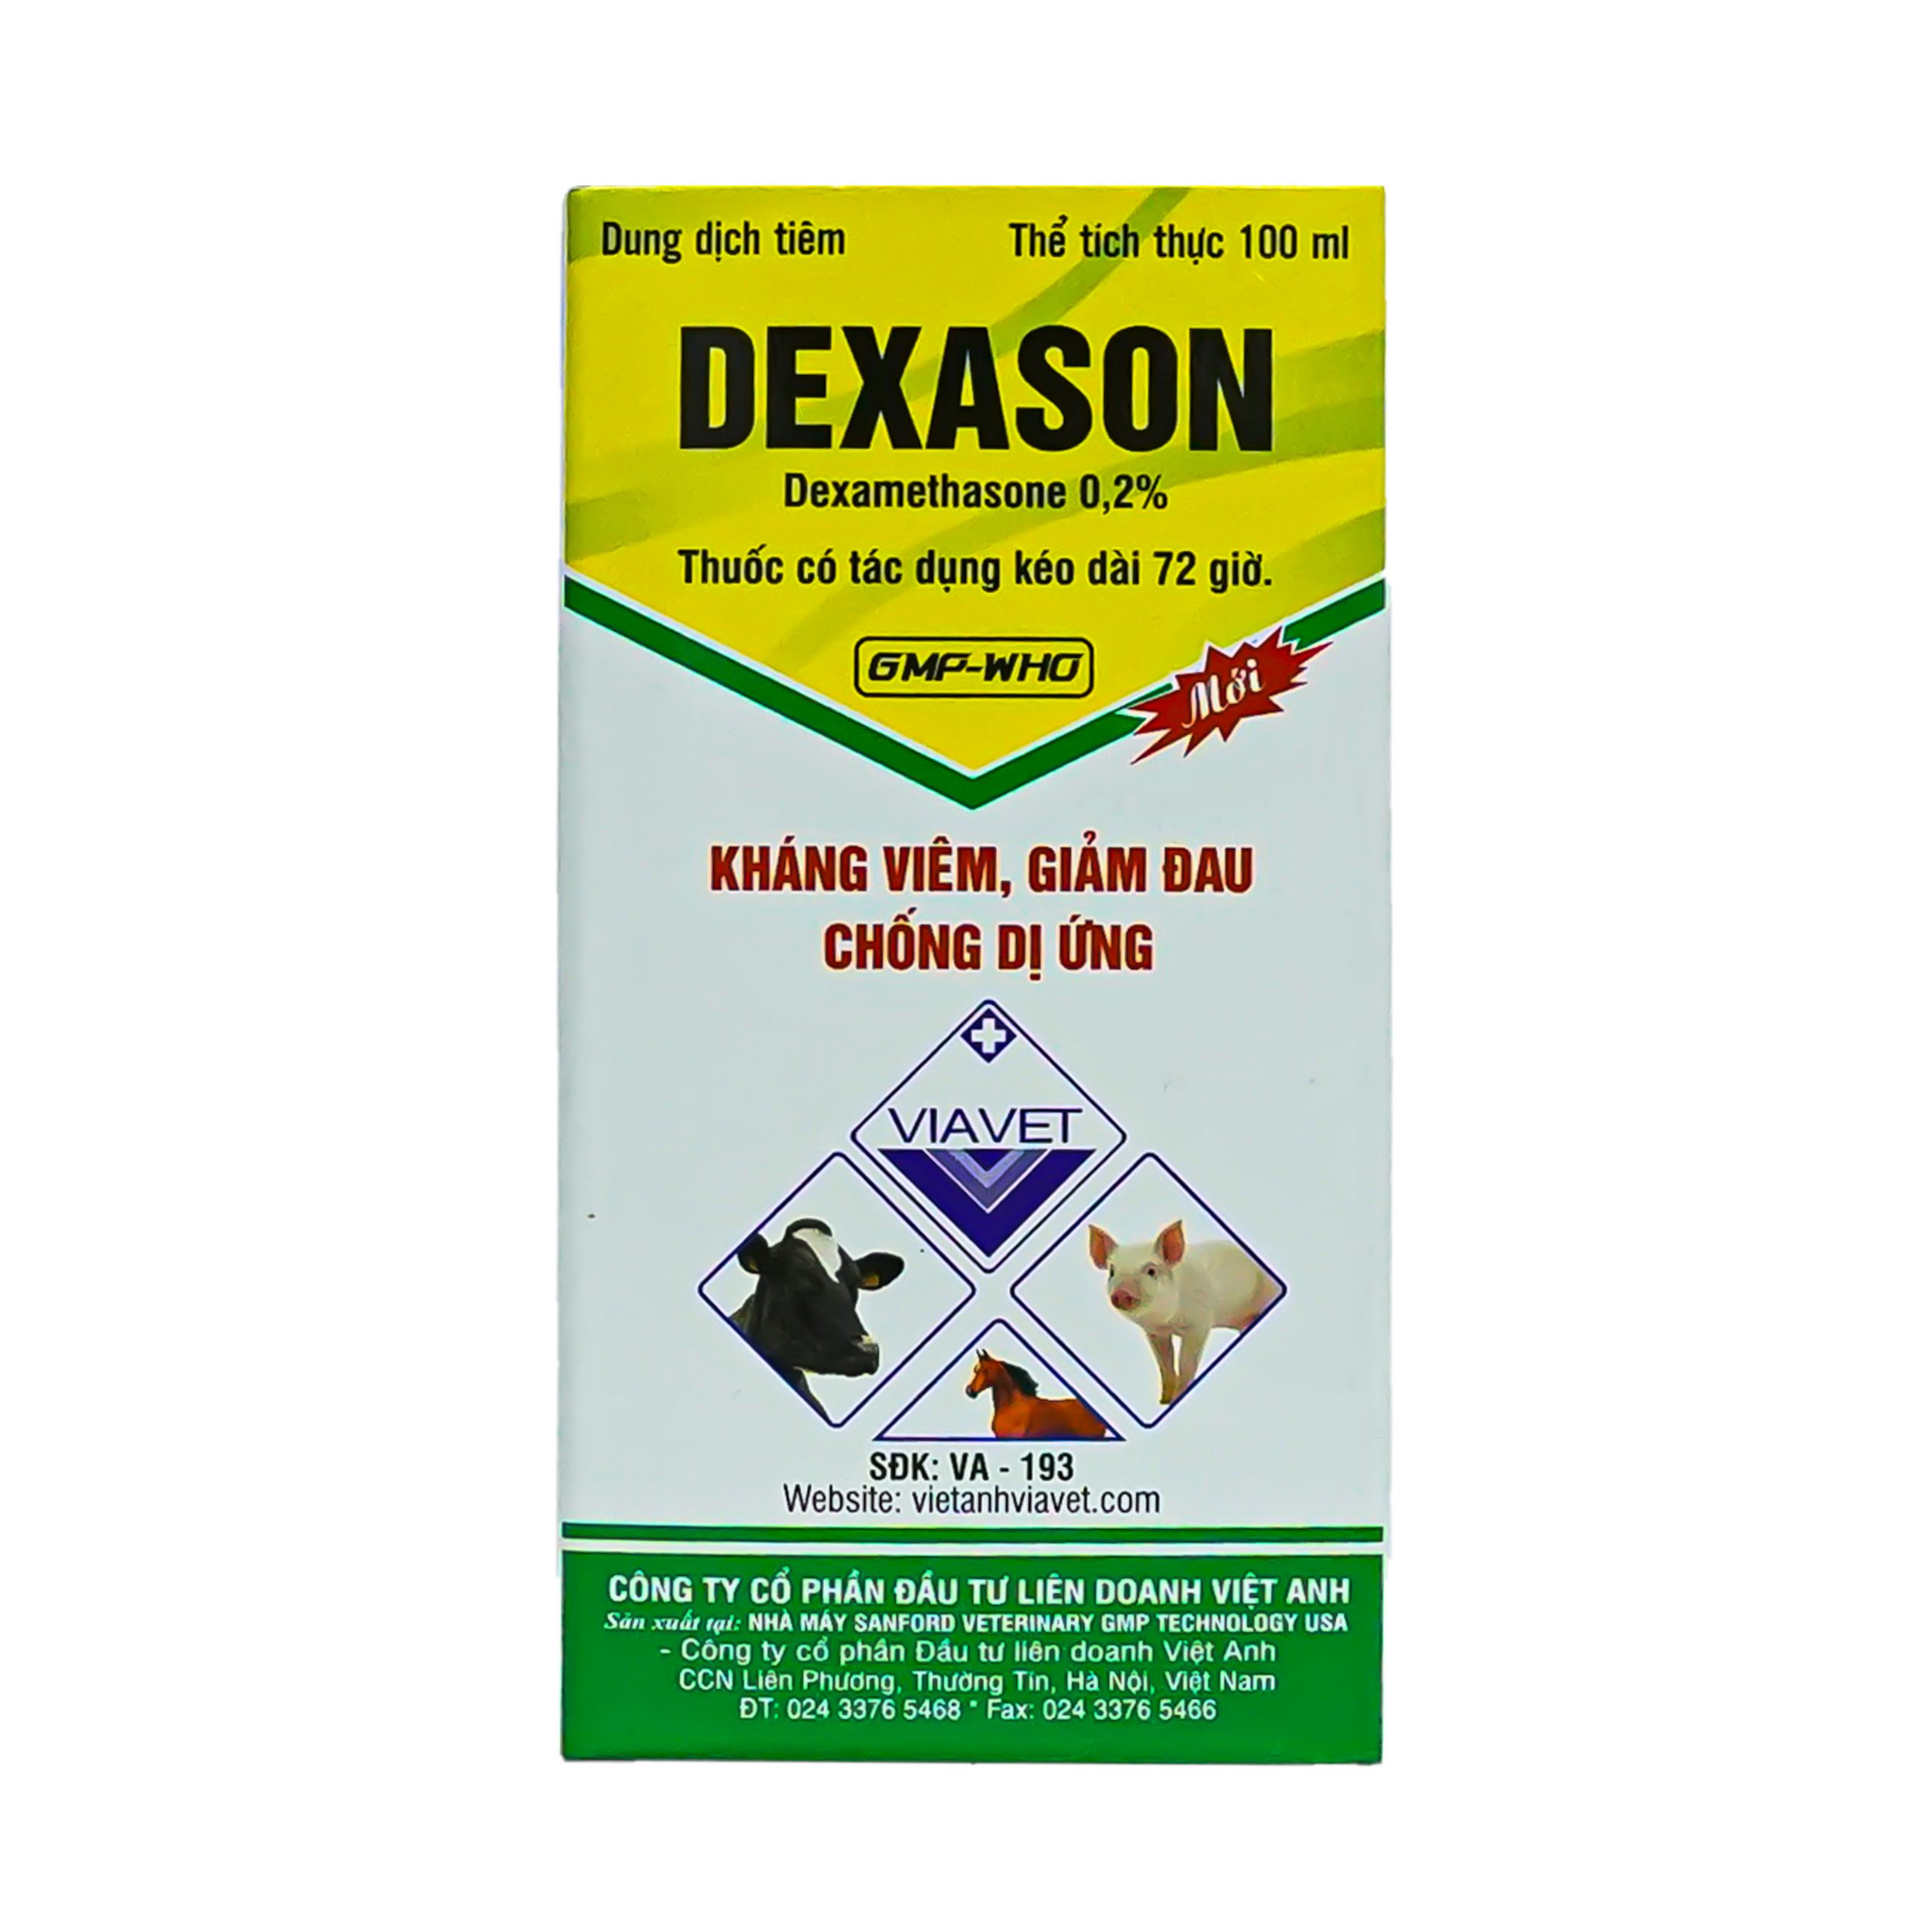 Dung dịch tiêm Thể tích thực 100 ml
DEXASON
Dexamethasone 0,2%
Thuốc có tác dụng kéo dài 72 giờ.
GMP-WHO
Mới
KHÁNG VIÊM, GIẢM ĐAU
CHỐNG DỊ ỨNG
VIAVET
SĐK: VA - 193
Website: vietanhviavet.com
CÔNG TY CỔ PHẦN ĐẦU TƯ LIÊN DOANH VIỆT ANH
Sản xuất tại: NHÀ MÁY SANFORD VETERINARY GMP TECHNOLOGY USA
- Công ty cổ phần Đầu tư liên doanh Việt Anh
CCN Liên Phương, Thường Tín, Hà Nội, Việt Nam
ĐT: 024 3376 5468 * Fax: 024 3376 5466